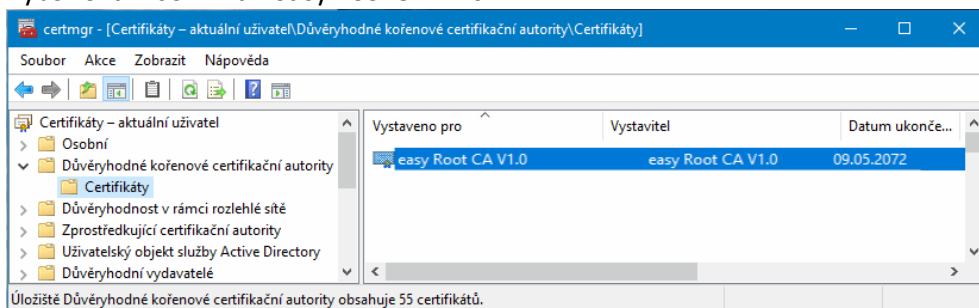 certmgr - [Certifikáty – aktuální uživatel\Důvěryhodné kořenové certifikační autority\Certifikáty]
Soubor Akce Zobrazit Nápověda
Certifikáty – aktuální uživatel
Osobní
Důvěryhodné kořenové certifikační autority
Certifikáty
Důvěryhodnost v rámci rozlehlé sítě
Zprostředkující certifikační autority
Uživatelský objekt služby Active Directory
Důvěryhodní vydavatelé
Vystaveno pro Vystavitel Datum ukonče...
easy Root CA V1.0 easy Root CA V1.0 09.05.2072
Úložiště Důvěryhodné kořenové certifikační autority obsahuje 55 certifikátů.